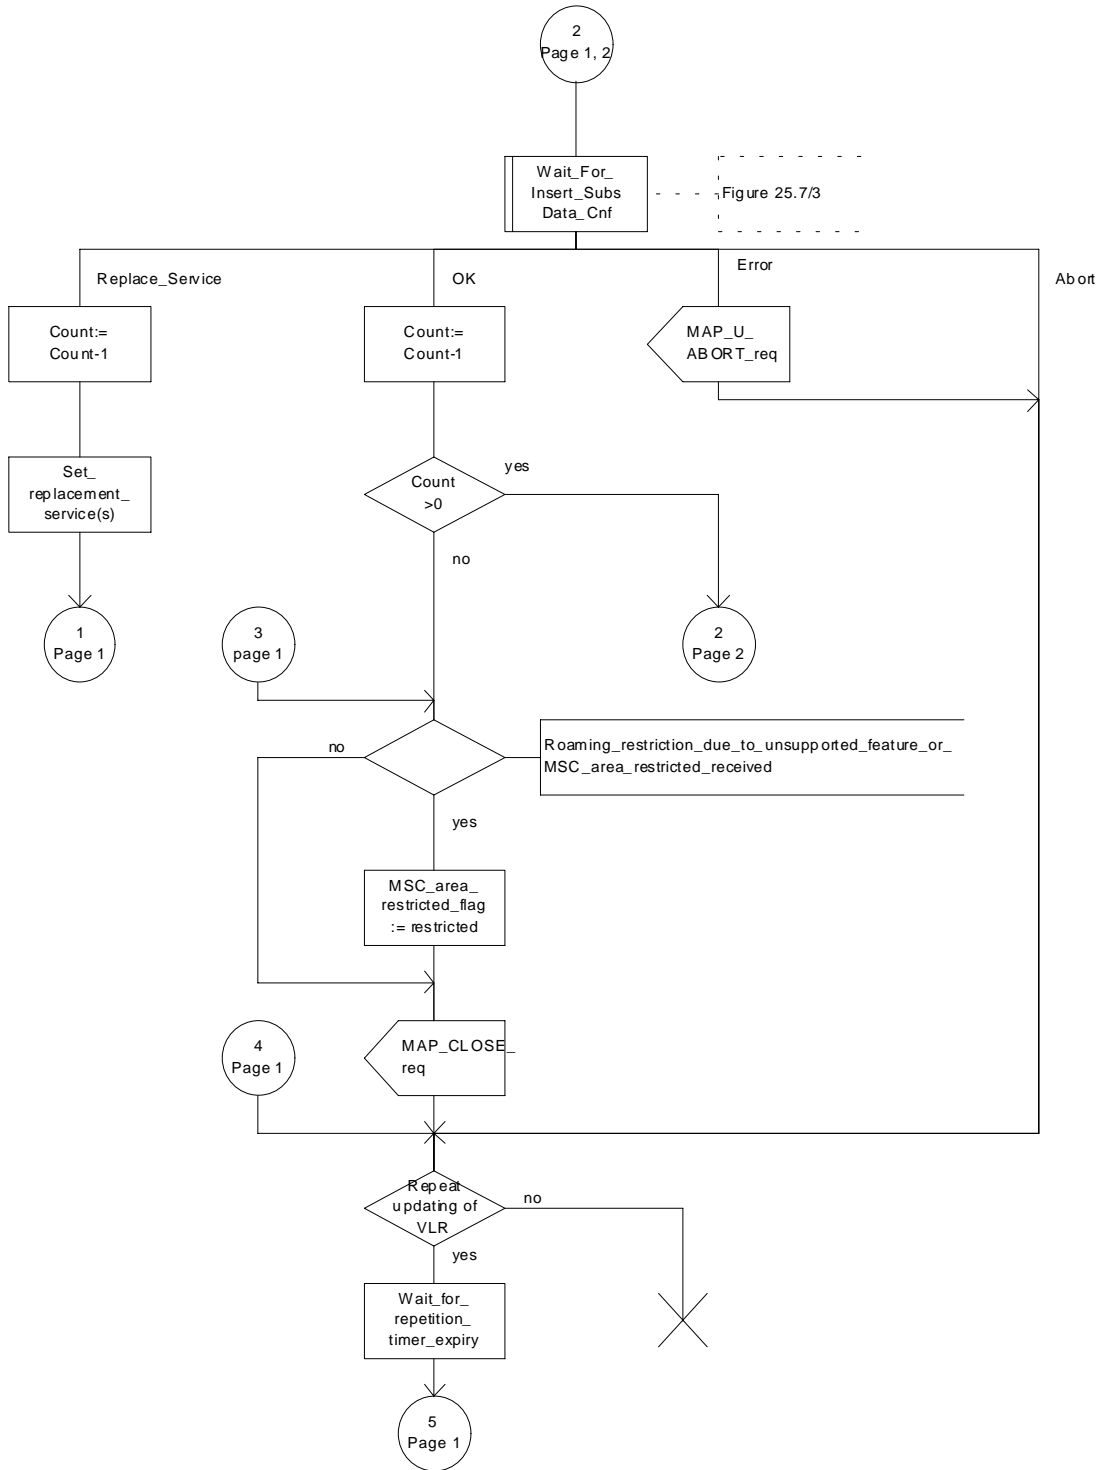 2
Page 1, 2
Wait_For_
Insert_Subs
Data_Cnf
Figure 25.7/3
Replace_Service
OK
Error
Abort
Count:=
Count-1
Count:=
Count-1
MAP_U_
ABORT_req
Set_
replacement_
service(s)
Count
>0
yes
no
1
Page 1
3
page 1
2
Page 2
no
Roaming_restriction_due_to_unsupported_feature_or_
MSC_area_restricted_received
yes
MSC_area_
restricted_flag
:= restricted
4
Page 1
MAP_CLOSE_
req
Repeat
updating of
VLR
no
yes
Wait_for_
repetition_
timer_expiry
5
Page 1